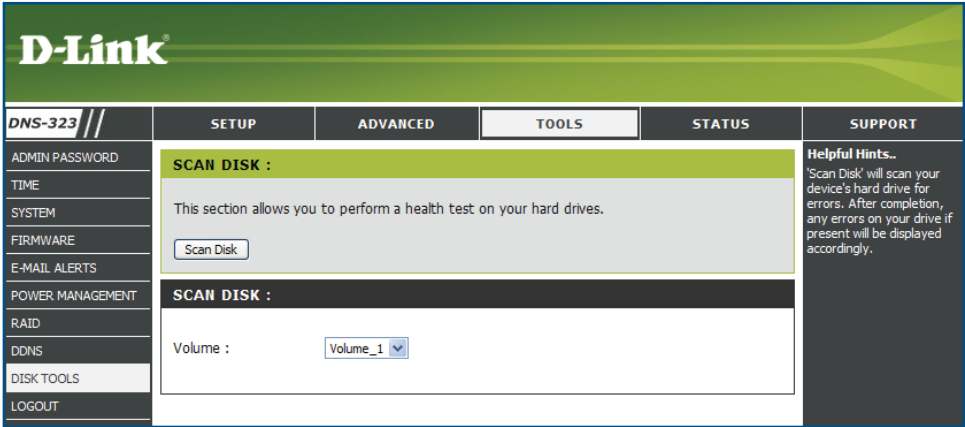 D-Link®
DNS-323
SETUP
ADVANCED
TOOLS
STATUS
SUPPORT
ADMIN PASSWORD
TIME
SYSTEM
FIRMWARE
E-MAIL ALERTS
POWER MANAGEMENT
RAID
DDNS
DISK TOOLS
LOGOUT
SCAN DISK :
This section allows you to perform a health test on your hard drives.
Scan Disk
SCAN DISK :
Volume :
Volume_1
Helpful Hints..
'Scan Disk' will scan your
device's hard drive for
errors. After completion,
any errors on your drive if
present will be displayed
accordingly.